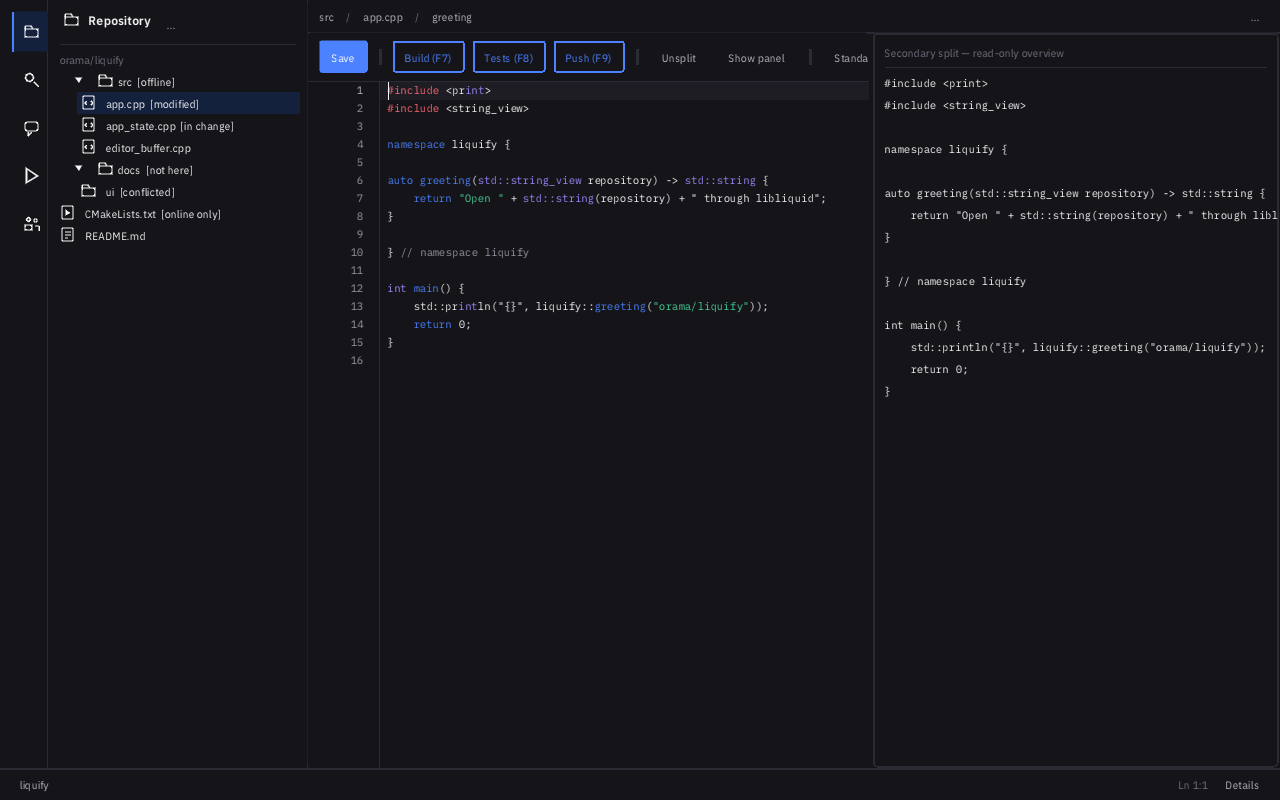 Repository ...
orama/liquify
src [offline]
app.cpp [modified]
app_state.cpp [in change]
editor_buffer.cpp
docs [not here]
ui [conflicted]
CMakeLists.txt [online only]
README.md
src / app.cpp / greeting ...
Save Build (F7) Tests (F8) Push (F9) Unsplit Show panel Standa
1 #include <print>
2 #include <string_view>
3
4 namespace liquify {
5
6 auto greeting(std::string_view repository) -> std::string {
7     return "Open " + std::string(repository) + " through libliquid";
8 }
9
10 } // namespace liquify
11
12 int main() {
13     std::println("{}", liquify::greeting("orama/liquify"));
14     return 0;
15 }
16
Secondary split — read-only overview
#include <print>
#include <string_view>
namespace liquify {
auto greeting(std::string_view repository) -> std::string {
    return "Open " + std::string(repository) + " through libl
}
} // namespace liquify
int main() {
    std::println("{}", liquify::greeting("orama/liquify"));
    return 0;
}
liquify Ln 1:1 Details